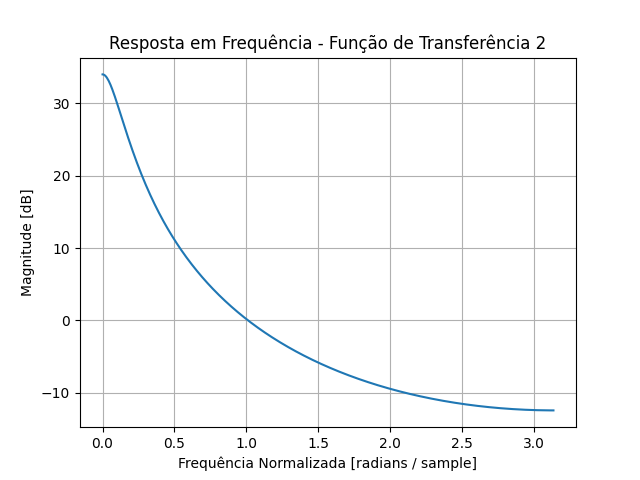 Resposta em Frequência - Função de Transferência 2
Magnitude [dB]
30
20
10
0
−10
0.0 0.5 1.0 1.5 2.0 2.5 3.0
Frequência Normalizada [radians / sample]